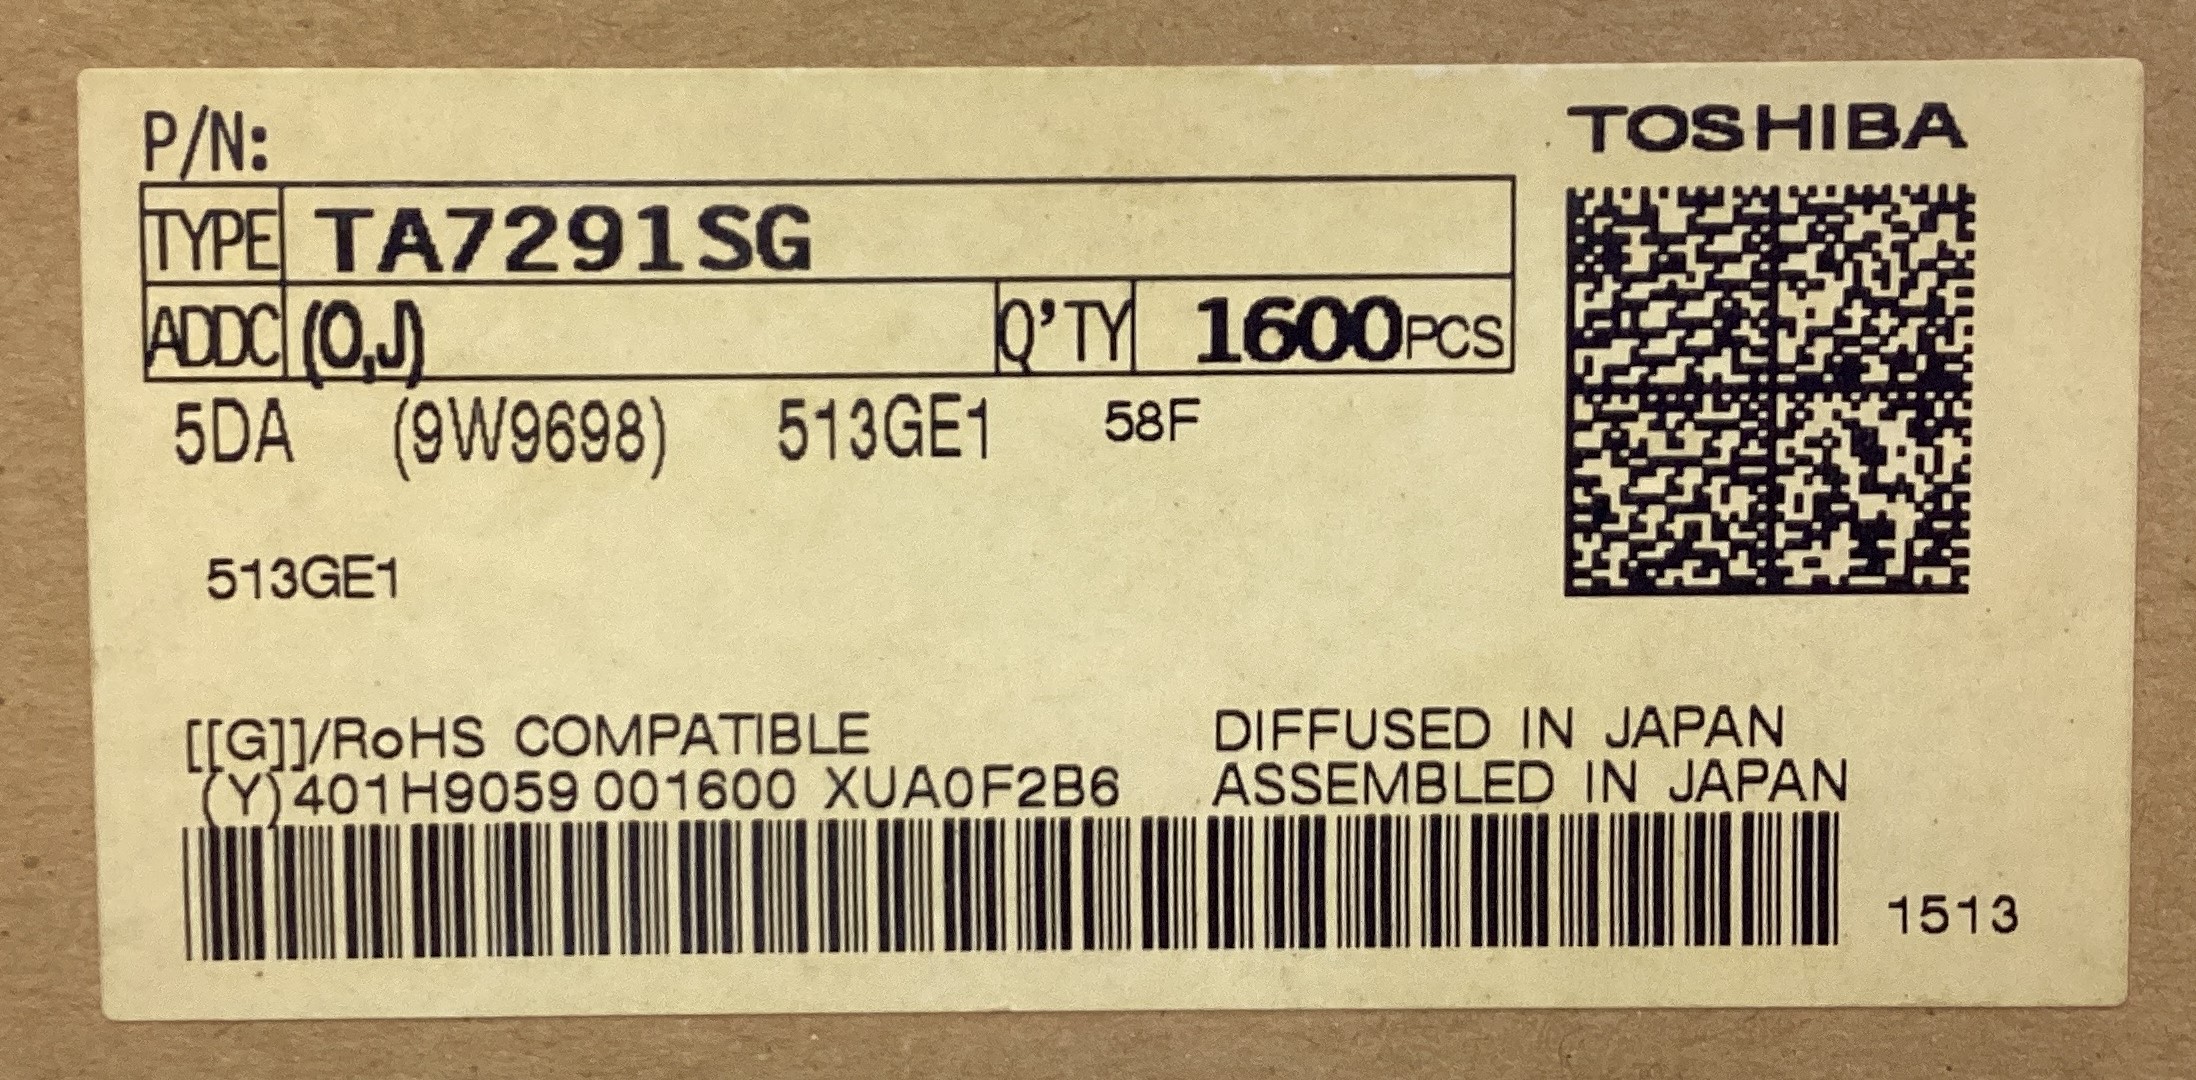 P/N:
TOSHIBA
TYPE TA7291SG
ADDC (O,J) Q'TY 1600PCS
5DA (9W9698) 513GE1 58F
513GE1
[[G]]/RoHS COMPATIBLE DIFFUSED IN JAPAN
(Y)401H9059 001600 XUA0F2B6 ASSEMBLED IN JAPAN
1513